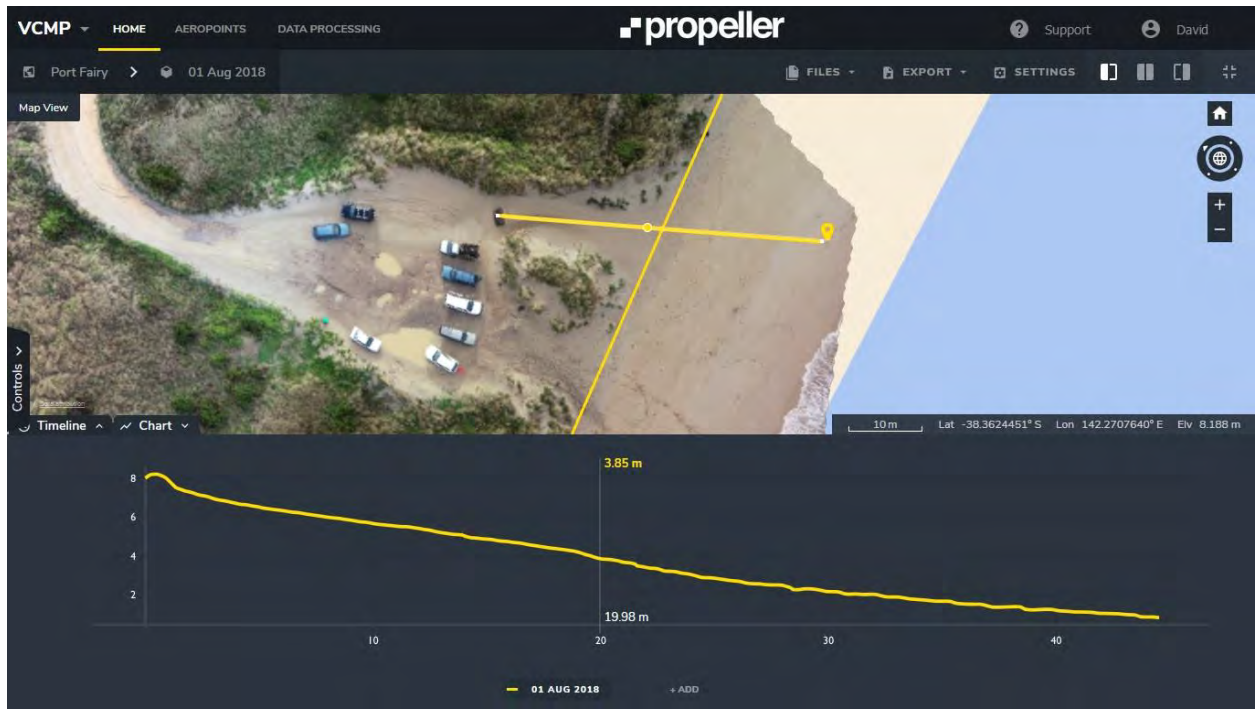 VCMP HOME AEROPOINTS DATA PROCESSING propeller Support David
Port Fairy 01 Aug 2018 FILES EXPORT SETTINGS
Map View
Controls
Timeline Chart
10 m Lat -38.3624451° S Lon 142.2707640° E Elv 8.188 m
3.85 m
8
6
4
2
19.98 m
10 20 30 40
01 AUG 2018 + ADD